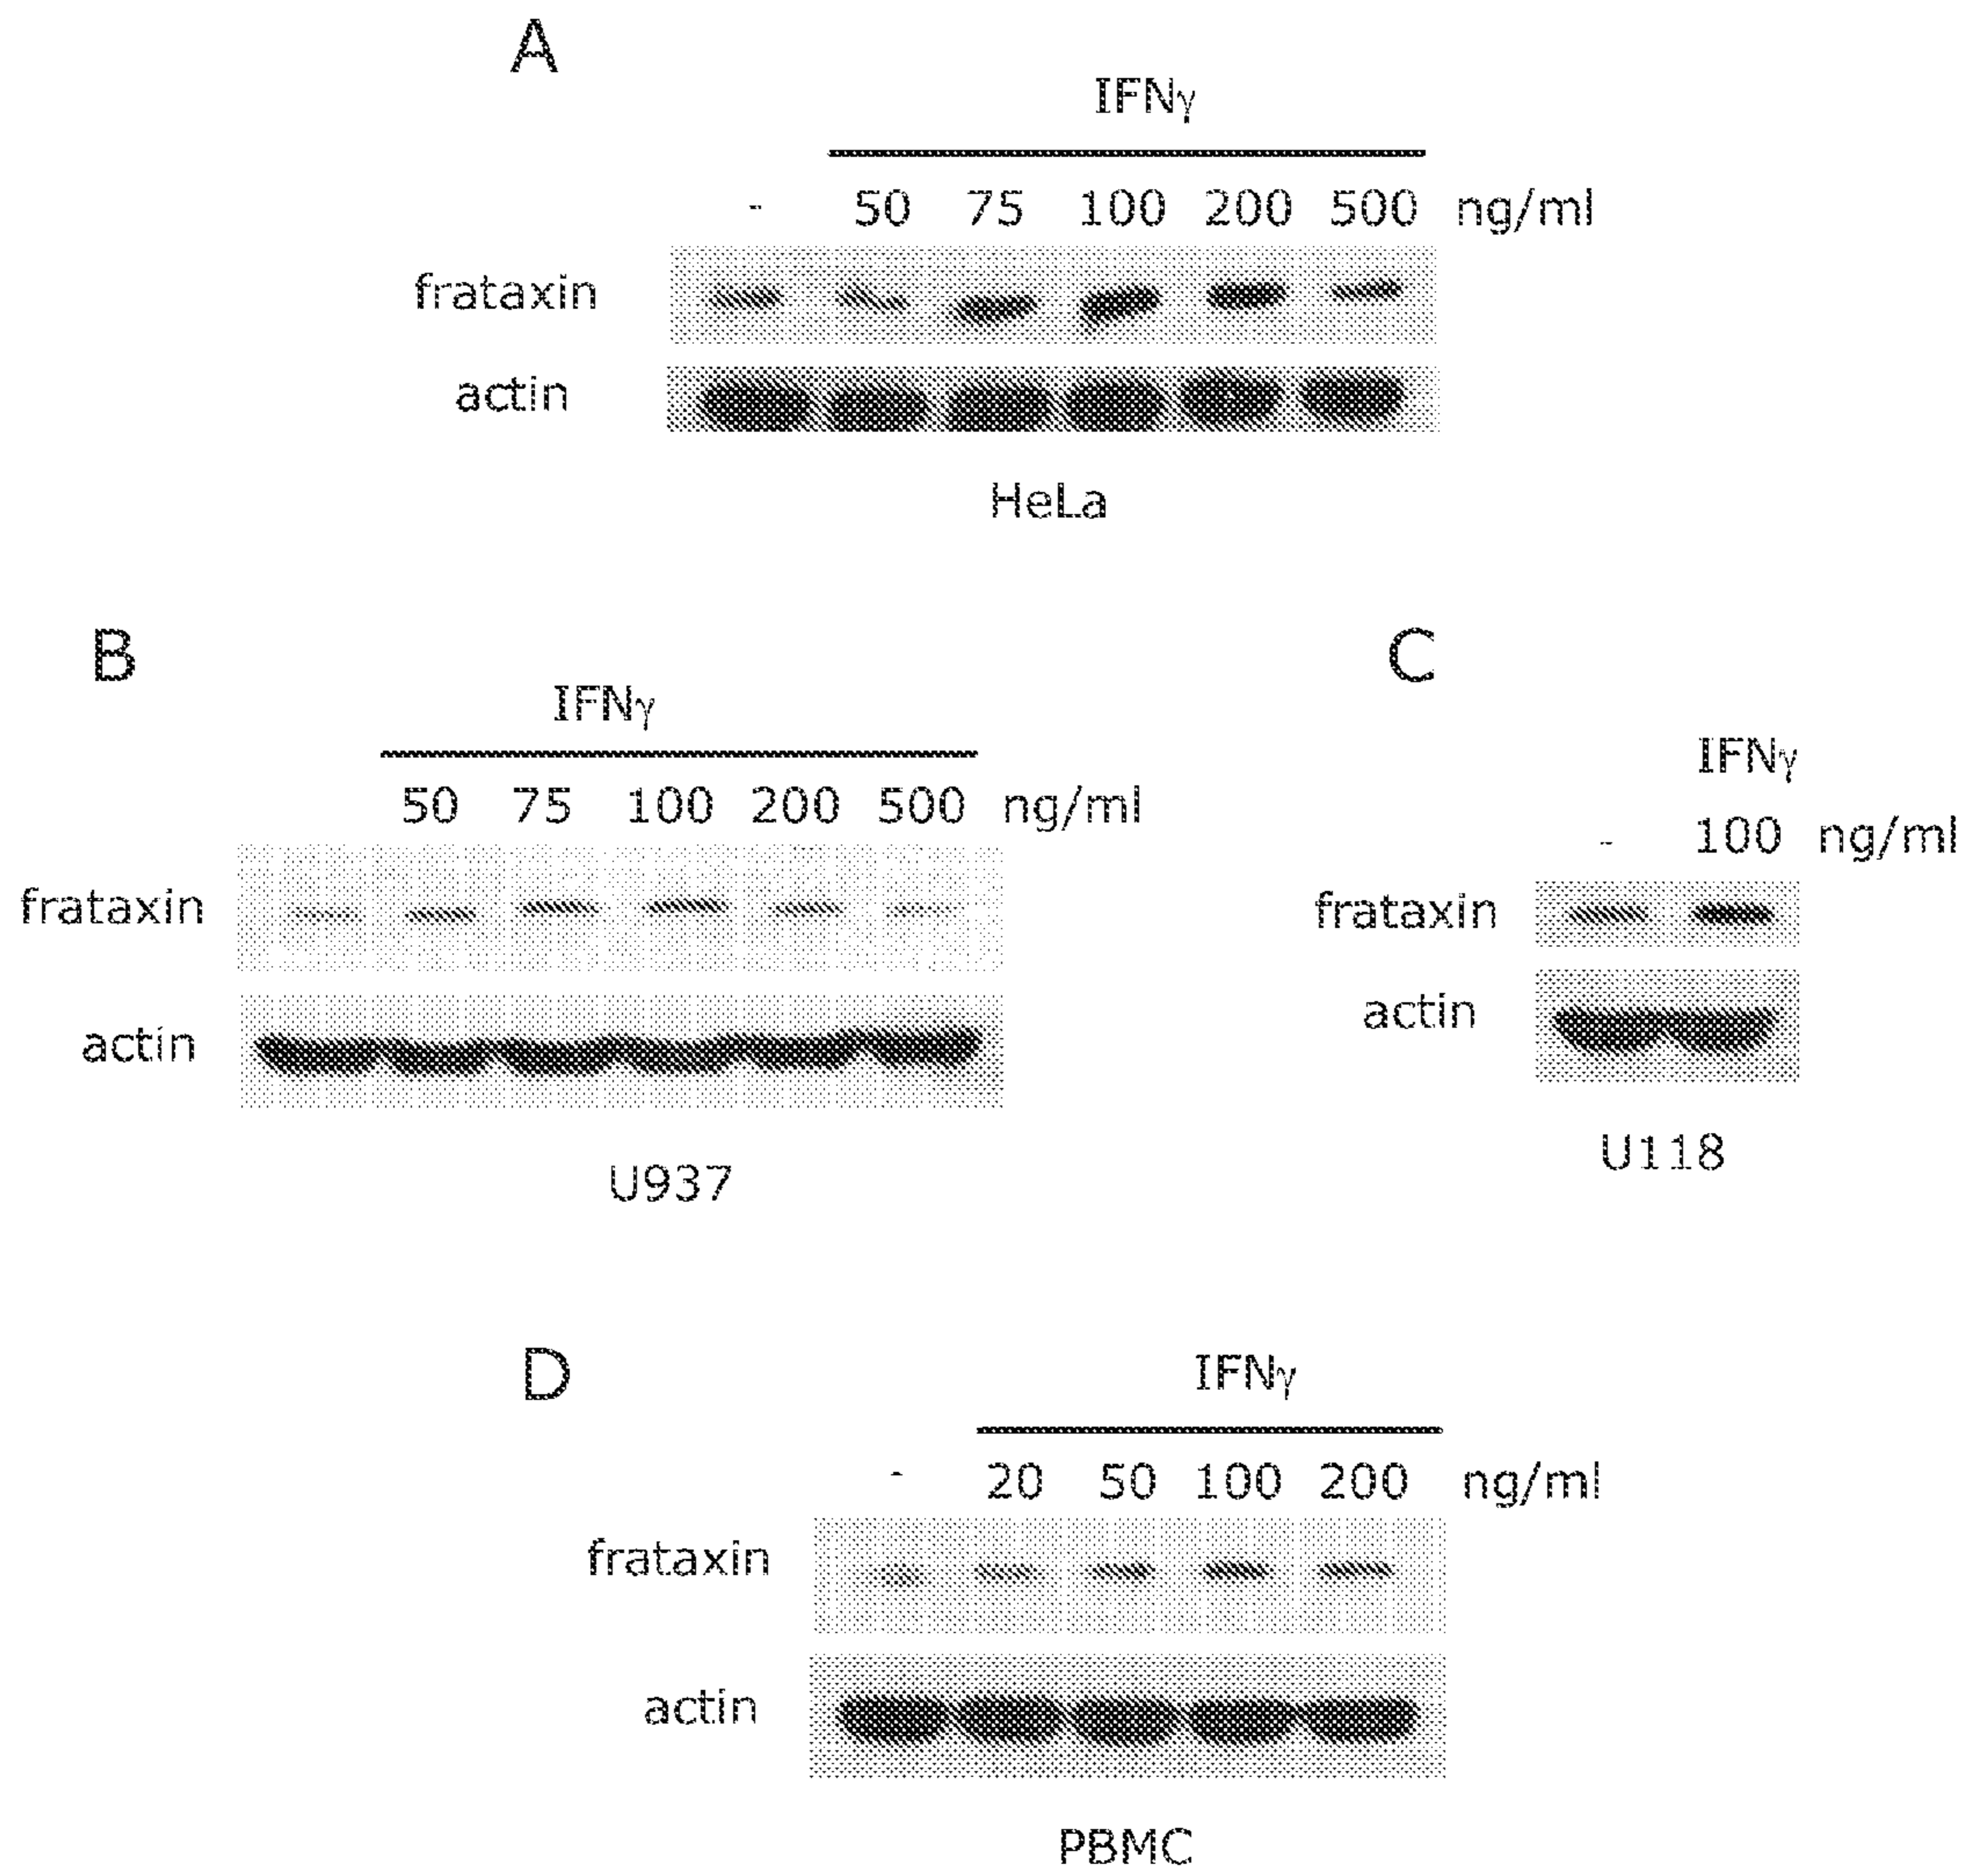 A
IFNγ
- 50 75 100 200 500 ng/ml
frataxin
actin
HeLa
B
IFNγ
50 75 100 200 500 ng/ml
frataxin
actin
U937
C
IFNγ
- 100 ng/ml
frataxin
actin
U118
D
IFNγ
- 20 50 100 200 ng/ml
frataxin
actin
PBMC